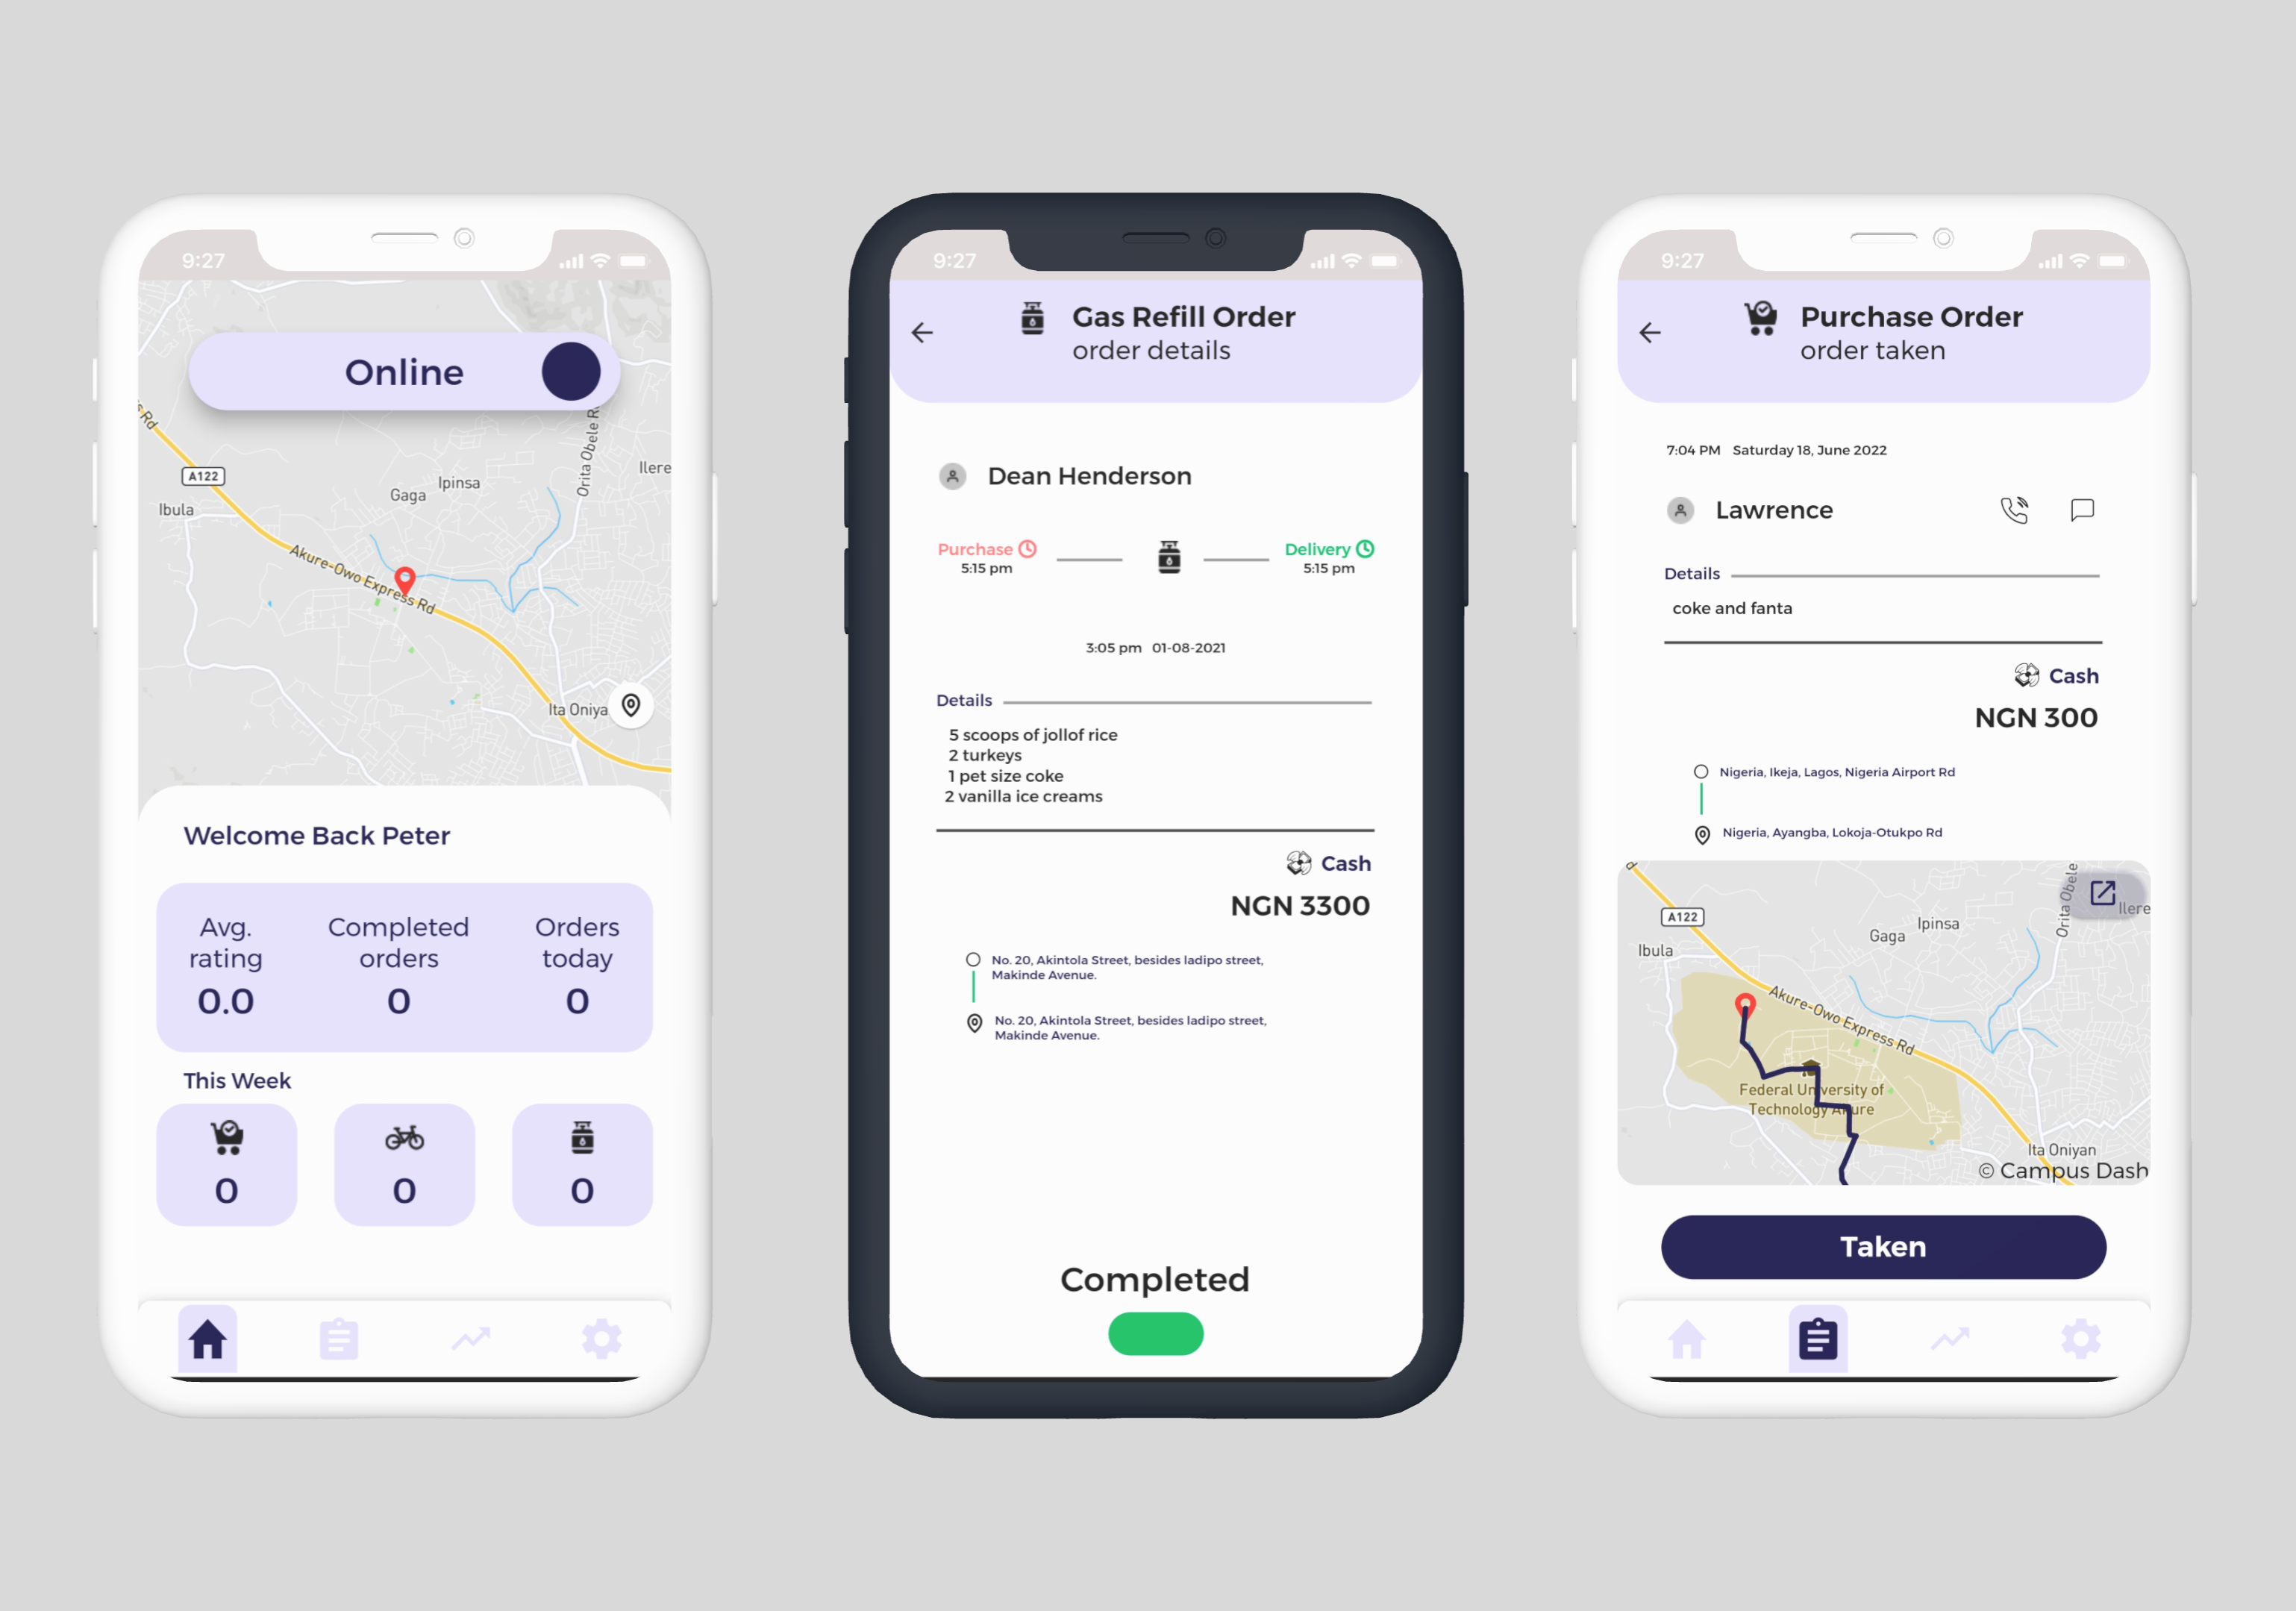 9:27
Online
s Rd
A122
Ibula
Gaga
Ipinsa
Orita Obele R
Ilere
Akure-Owo Express Rd
Ita Oniya
Welcome Back Peter
Avg.
rating
0.0
Completed
orders
0
Orders
today
0
This Week
0
0
0
9:27
Gas Refill Order
order details
Dean Henderson
Purchase
5:15 pm
Delivery
5:15 pm
3:05 pm 01-08-2021
Details
5 scoops of jollof rice
2 turkeys
1 pet size coke
2 vanilla ice creams
Cash
NGN 3300
No. 20, Akintola Street, besides ladipo street,
Makinde Avenue.
No. 20, Akintola Street, besides ladipo street,
Makinde Avenue.
Completed
9:27
Purchase Order
order taken
7:04 PM Saturday 18, June 2022
Lawrence
Details
coke and fanta
Cash
NGN 300
Nigeria, Ikeja, Lagos, Nigeria Airport Rd
Nigeria, Ayangba, Lokoja-Otukpo Rd
d
A122
Ibula
Gaga
Ipinsa
Orita Obele
Ilere
Akure-Owo Express Rd
Federal University of
Technology Akure
Ita Oniyan
© Campus Dash
Taken